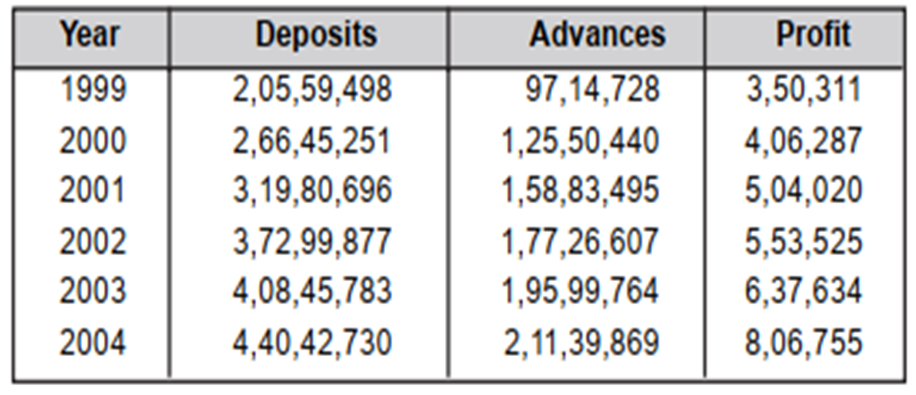 Year Deposits Advances Profit
1999 2,05,59,498 97,14,728 3,50,311
2000 2,66,45,251 1,25,50,440 4,06,287
2001 3,19,80,696 1,58,83,495 5,04,020
2002 3,72,99,877 1,77,26,607 5,53,525
2003 4,08,45,783 1,95,99,764 6,37,634
2004 4,40,42,730 2,11,39,869 8,06,755